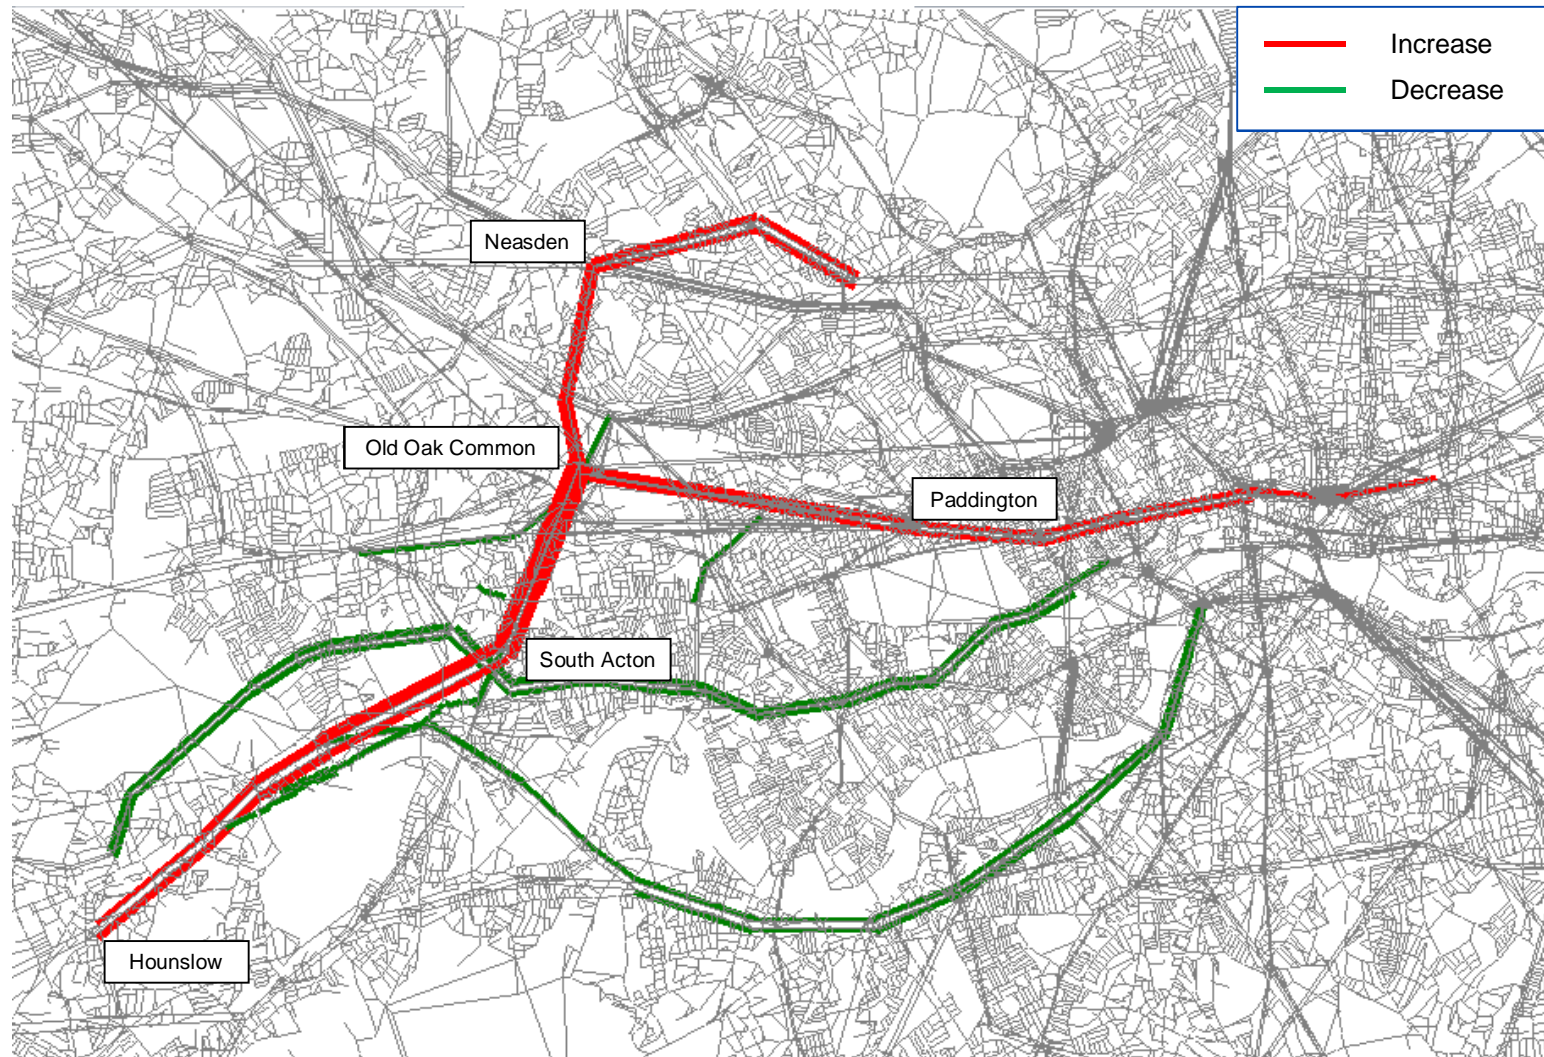 Increase
Decrease
Neasden
Old Oak Common
Paddington
South Acton
Hounslow